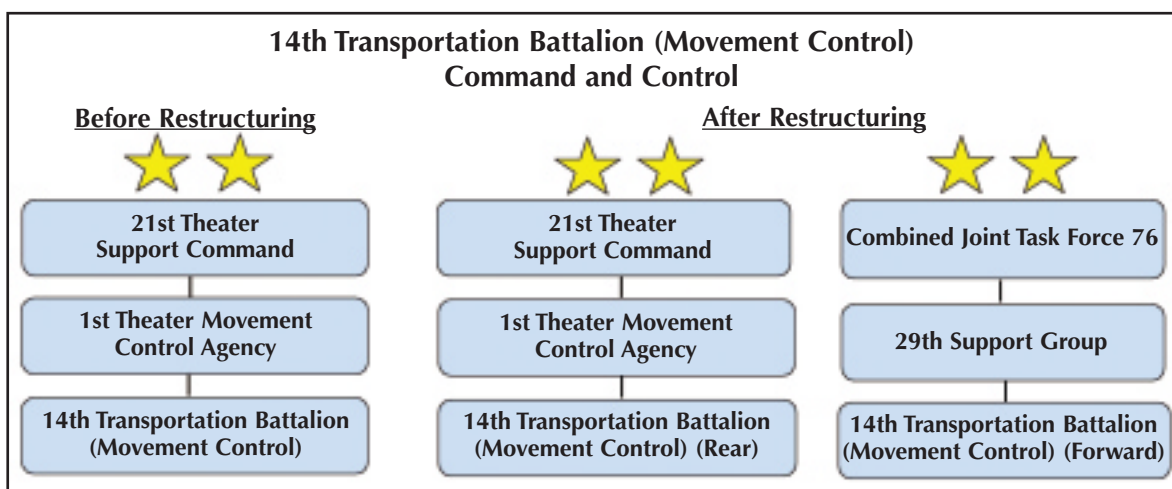 14th Transportation Battalion (Movement Control)
Command and Control
Before Restructuring
21st Theater
Support Command
1st Theater Movement
Control Agency
14th Transportation Battalion
(Movement Control)
After Restructuring
21st Theater
Support Command
1st Theater Movement
Control Agency
14th Transportation Battalion
(Movement Control) (Rear)
Combined Joint Task Force 76
29th Support Group
14th Transportation Battalion
(Movement Control) (Forward)